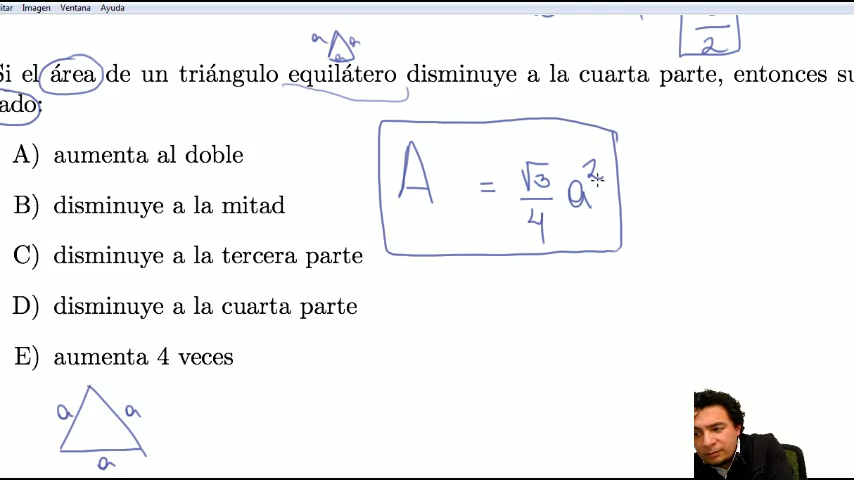 itar Imagen Ventana Ayuda
2
a a
a
Si el área de un triángulo equilátero disminuye a la cuarta parte, entonces su
lado:
A) aumenta al doble
B) disminuye a la mitad
C) disminuye a la tercera parte
D) disminuye a la cuarta parte
E) aumenta 4 veces
A = √3/4 a²
a a
a